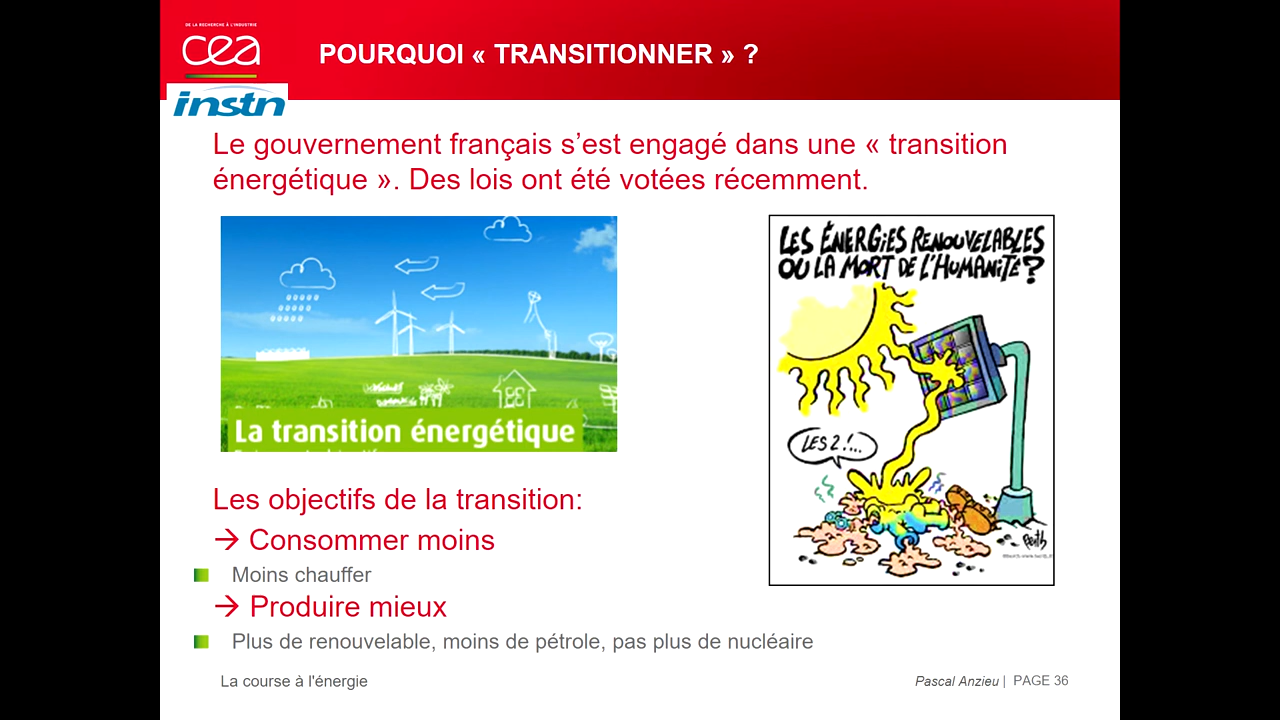 DE LA RECHERCHE À L'INDUSTRIE
cea
instn
POURQUOI « TRANSITIONNER » ?
Le gouvernement français s’est engagé dans une « transition
énergétique ». Des lois ont été votées récemment.
La transition énergétique
LES ÉNERGIES RENOUVELABLES
OU LA MORT DE L'HUMANITÉ?
LES 2!...
Les objectifs de la transition:
→ Consommer moins
Moins chauffer
→ Produire mieux
Plus de renouvelable, moins de pétrole, pas plus de nucléaire
La course à l'énergie
Pascal Anzieu | PAGE 36